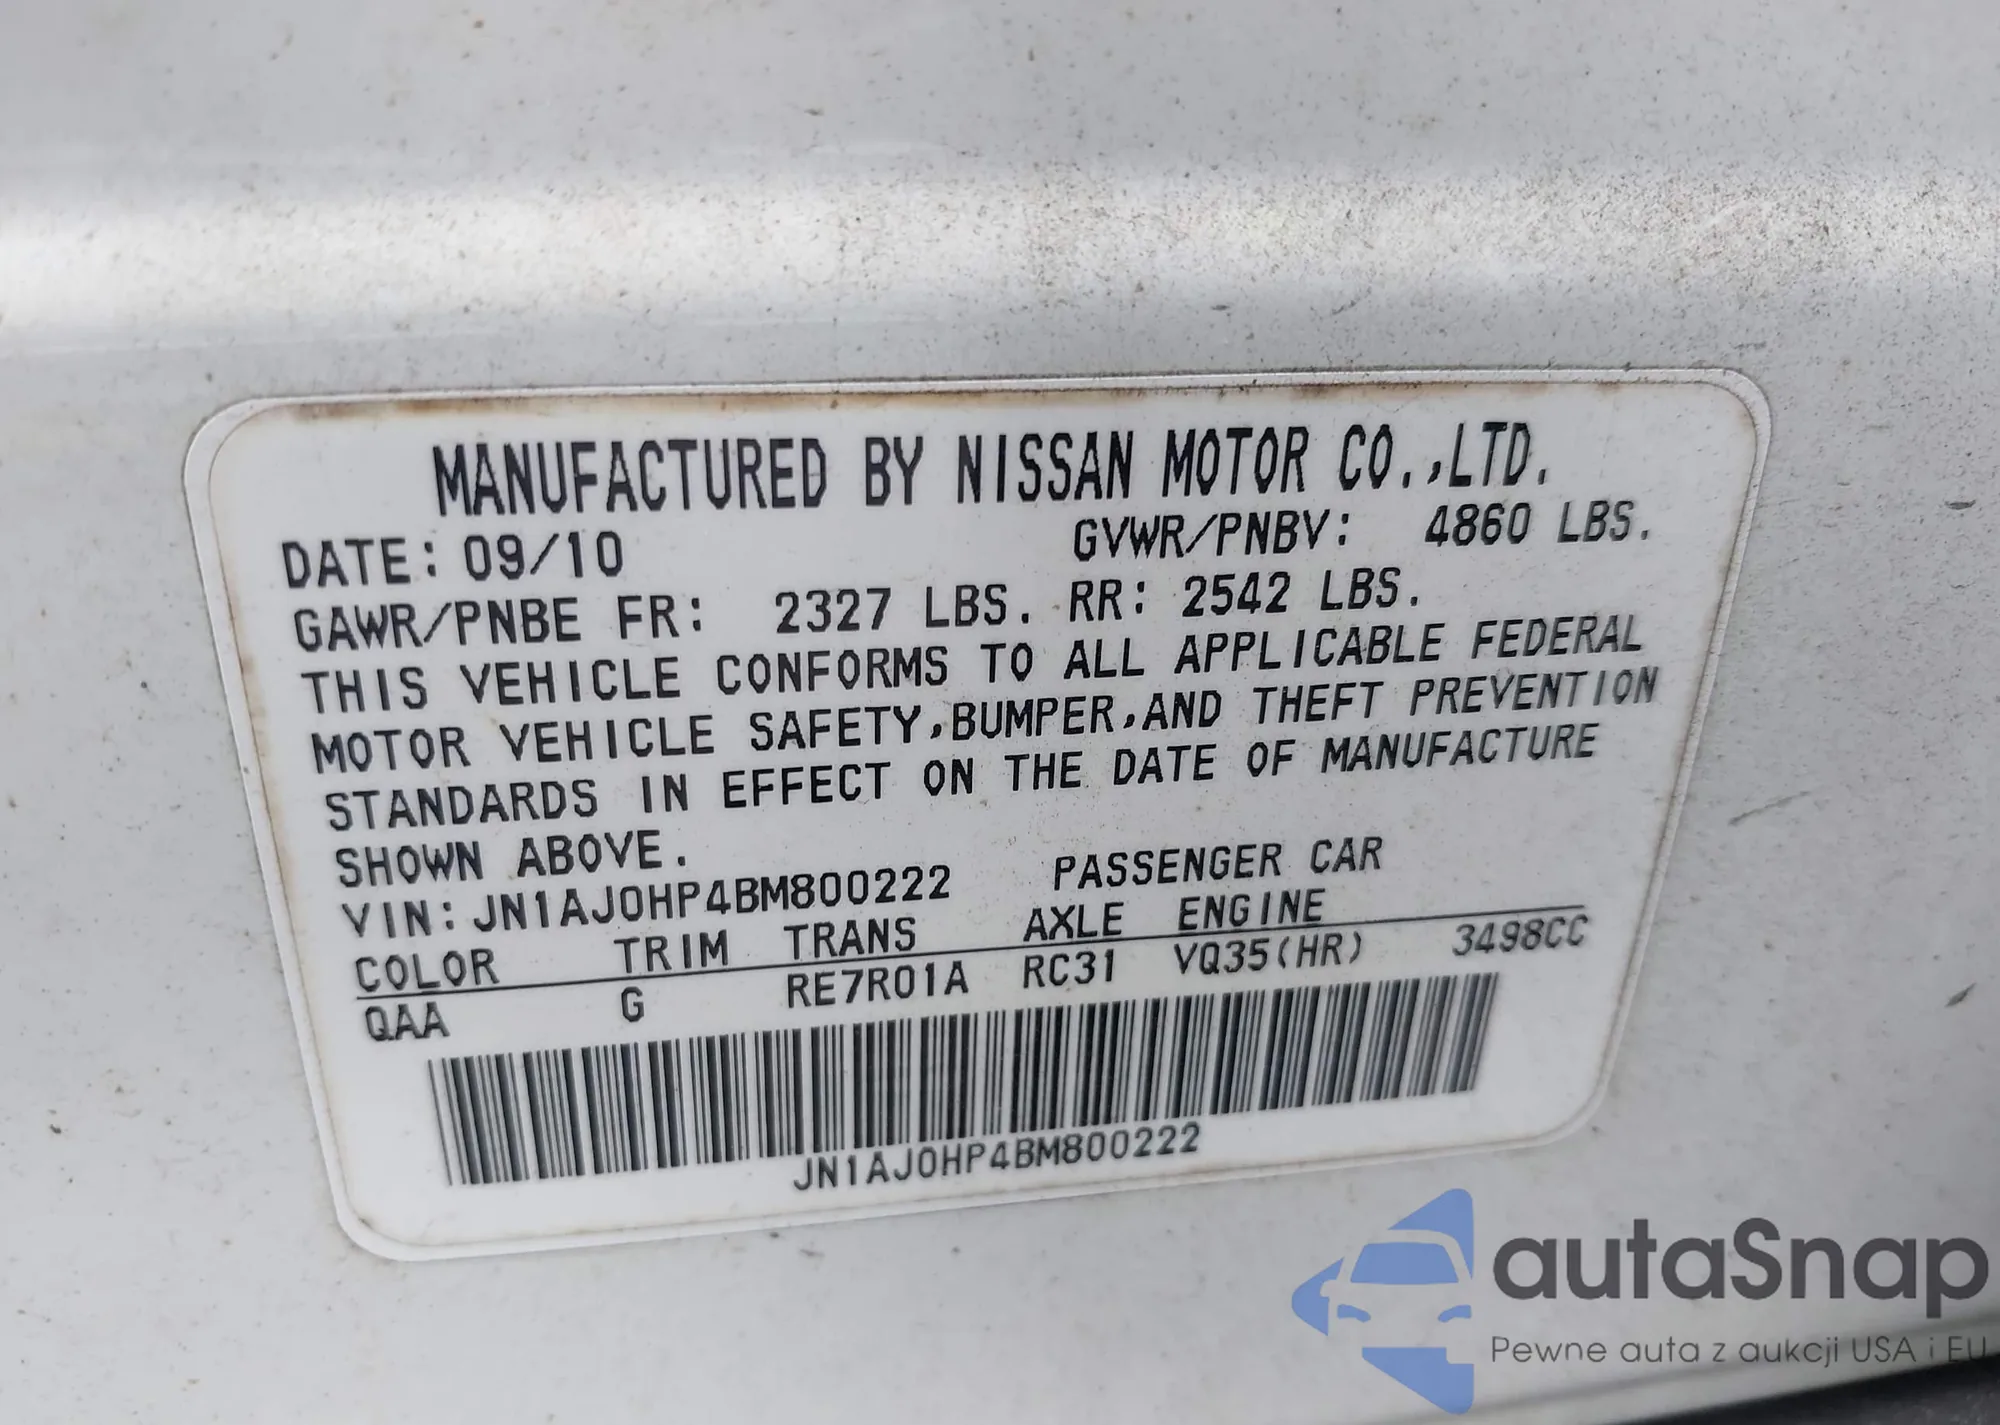 MANUFACTURED BY NISSAN MOTOR CO.,LTD.
DATE: 09/10 GVWR/PNBV: 4860 LBS.
GAWR/PNBE FR: 2327 LBS. RR: 2542 LBS.
THIS VEHICLE CONFORMS TO ALL APPLICABLE FEDERAL
MOTOR VEHICLE SAFETY,BUMPER,AND THEFT PREVENTION
STANDARDS IN EFFECT ON THE DATE OF MANUFACTURE
SHOWN ABOVE.
VIN: JN1AJ0HP4BM800222 PASSENGER CAR
COLOR TRIM TRANS AXLE ENGINE
QAA G RE7R01A RC31 VQ35(HR) 3498CC
JN1AJ0HP4BM800222
autaSnap
Pewne auta z aukcji USA i EU